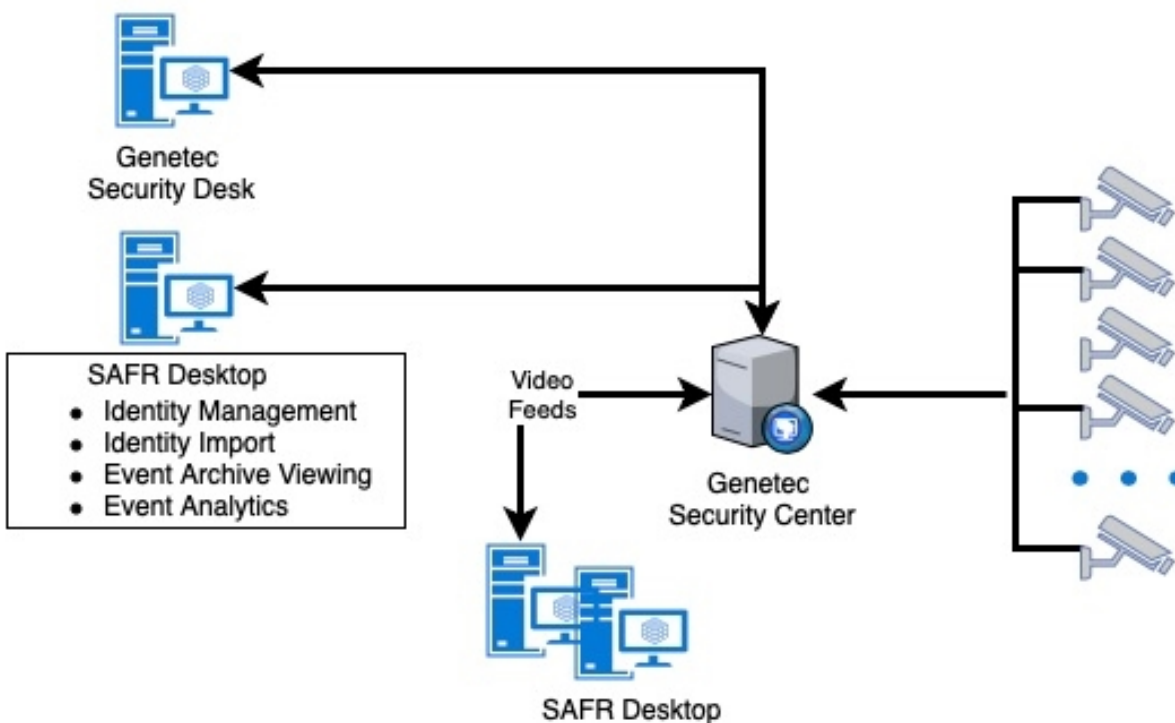 Genetec
Security Desk
SAFR Desktop
● Identity Management
● Identity Import
● Event Archive Viewing
● Event Analytics
Video
Feeds
Genetec
Security Center
SAFR Desktop